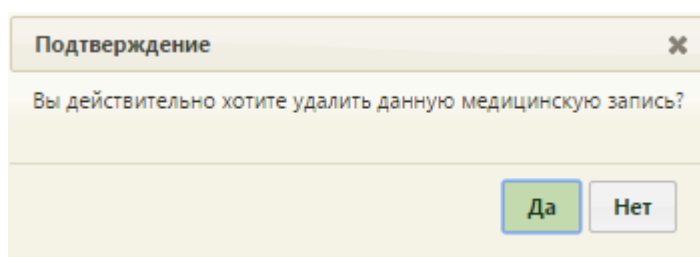 Подтверждение
Вы действительно хотите удалить данную медицинскую запись?
Да Нет